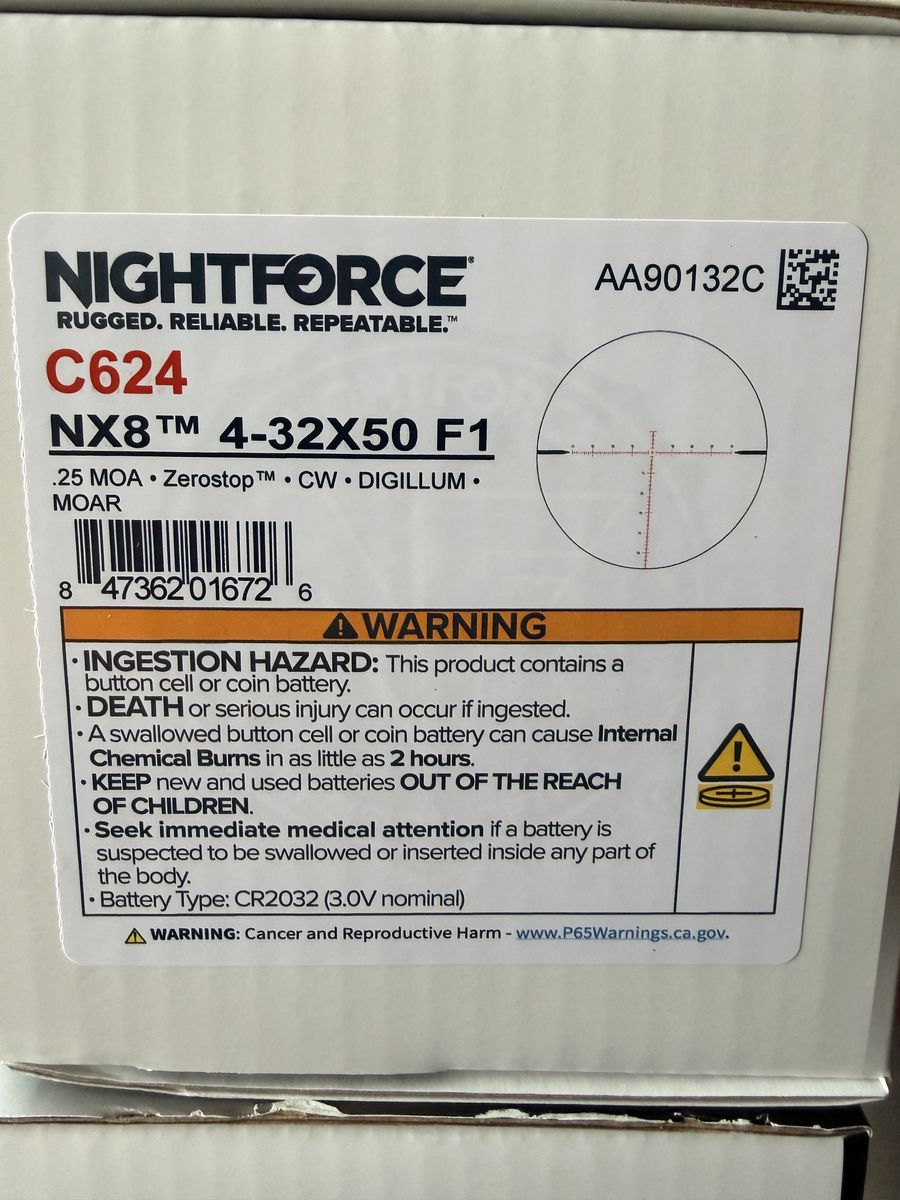 NIGHTFORCE®
RUGGED. RELIABLE. REPEATABLE.™
AA90132C
C624
NX8™ 4-32X50 F1
.25 MOA • Zerostop™ • CW • DIGILLUM •
MOAR
8 47362 01672 6
WARNING
• INGESTION HAZARD: This product contains a
button cell or coin battery.
• DEATH or serious injury can occur if ingested.
• A swallowed button cell or coin battery can cause Internal
Chemical Burns in as little as 2 hours.
• KEEP new and used batteries OUT OF THE REACH
OF CHILDREN.
• Seek immediate medical attention if a battery is
suspected to be swallowed or inserted inside any part of
the body.
• Battery Type: CR2032 (3.0V nominal)
WARNING: Cancer and Reproductive Harm - www.P65Warnings.ca.gov.